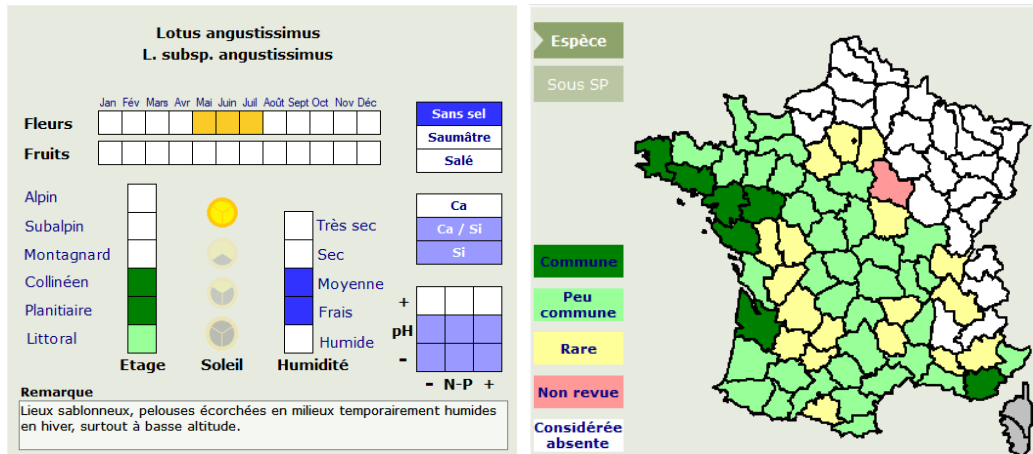 Lotus angustissimus
L. subsp. angustissimus
Jan Fév Mars Avr Mai Juin Juil Août Sept Oct Nov Déc
Fleurs
Fruits
Sans sel
Saumâtre
Salé
Alpin
Subalpin
Montagnard
Collinéen
Planitiaire
Littoral
Etage
Soleil
Très sec
Sec
Moyenne
Frais
Humide
Humidité
Ca
Ca / Si
Si
+
pH
-
- N-P +
Remarque
Lieux sablonneux, pelouses écorchées en milieux temporairement humides
en hiver, surtout à basse altitude.
Espèce
Sous SP
Commune
Peu
commune
Rare
Non revue
Considérée
absente